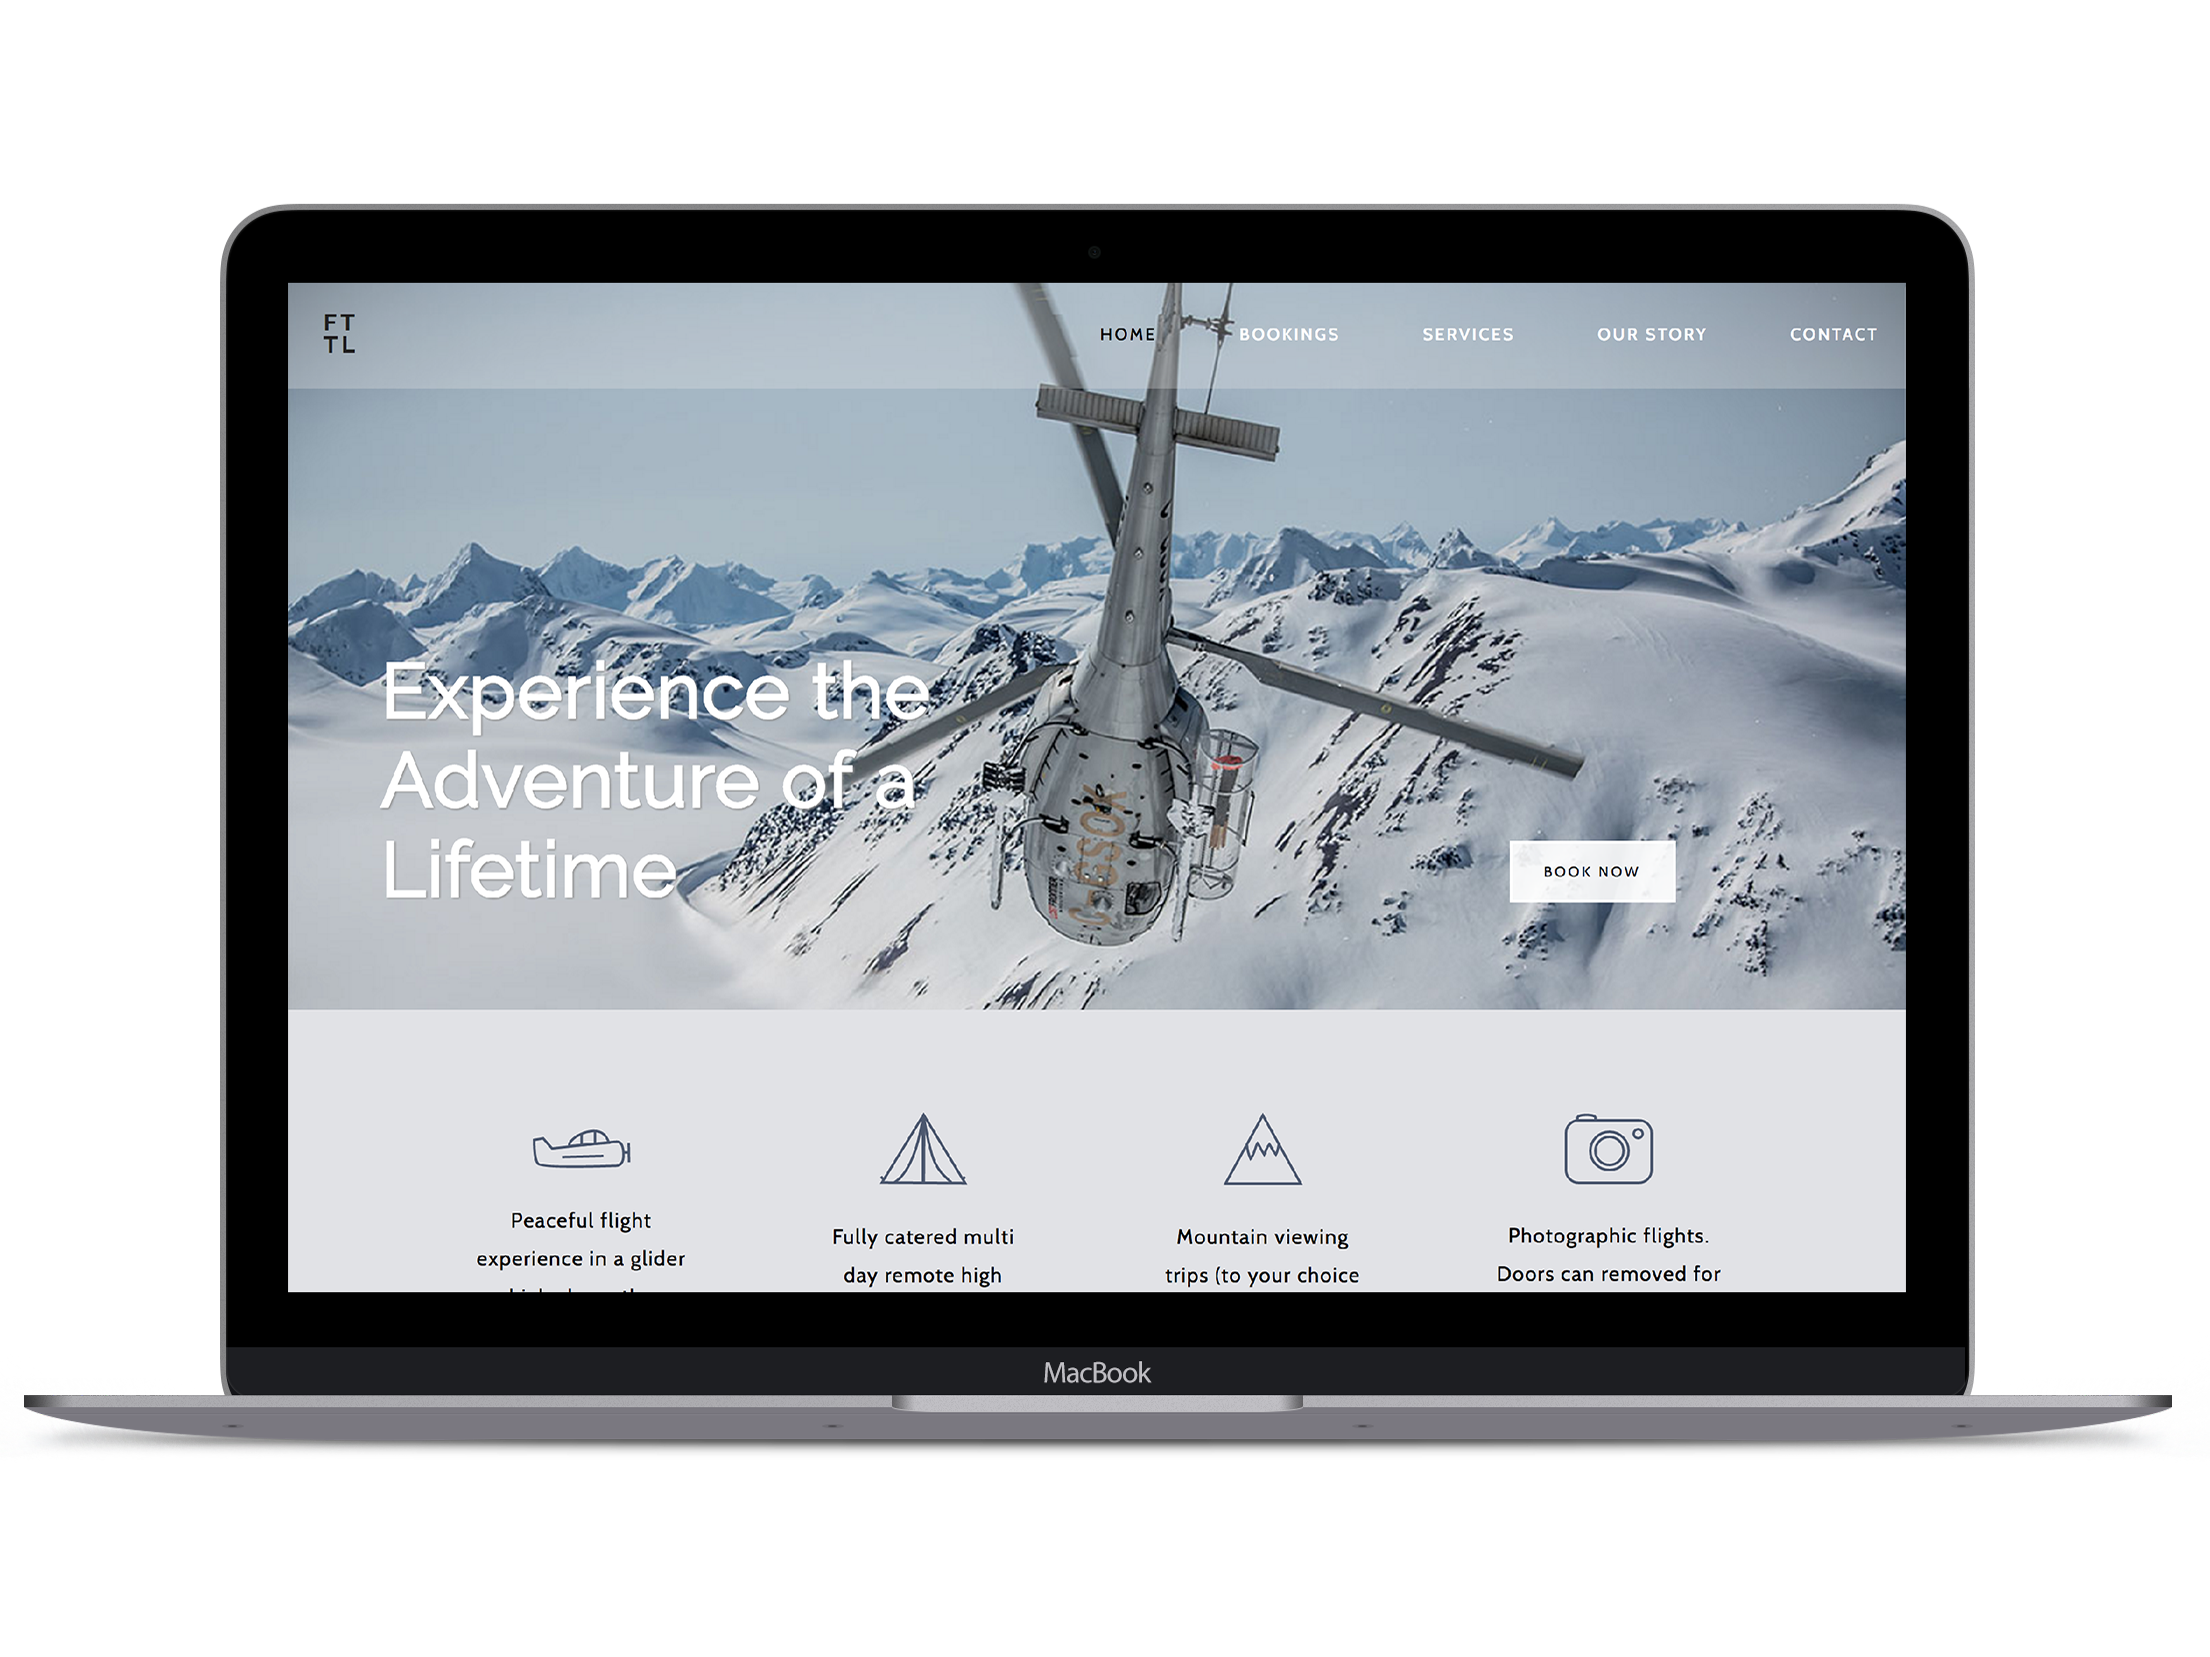 FT
TL
HOME
BOOKINGS
SERVICES
OUR STORY
CONTACT
Experience the
Adventure of a
Lifetime
BOOK NOW
Peaceful flight
experience in a glider
Fully catered multi
day remote high
Mountain viewing
trips (to your choice
Photographic flights.
Doors can removed for
MacBook